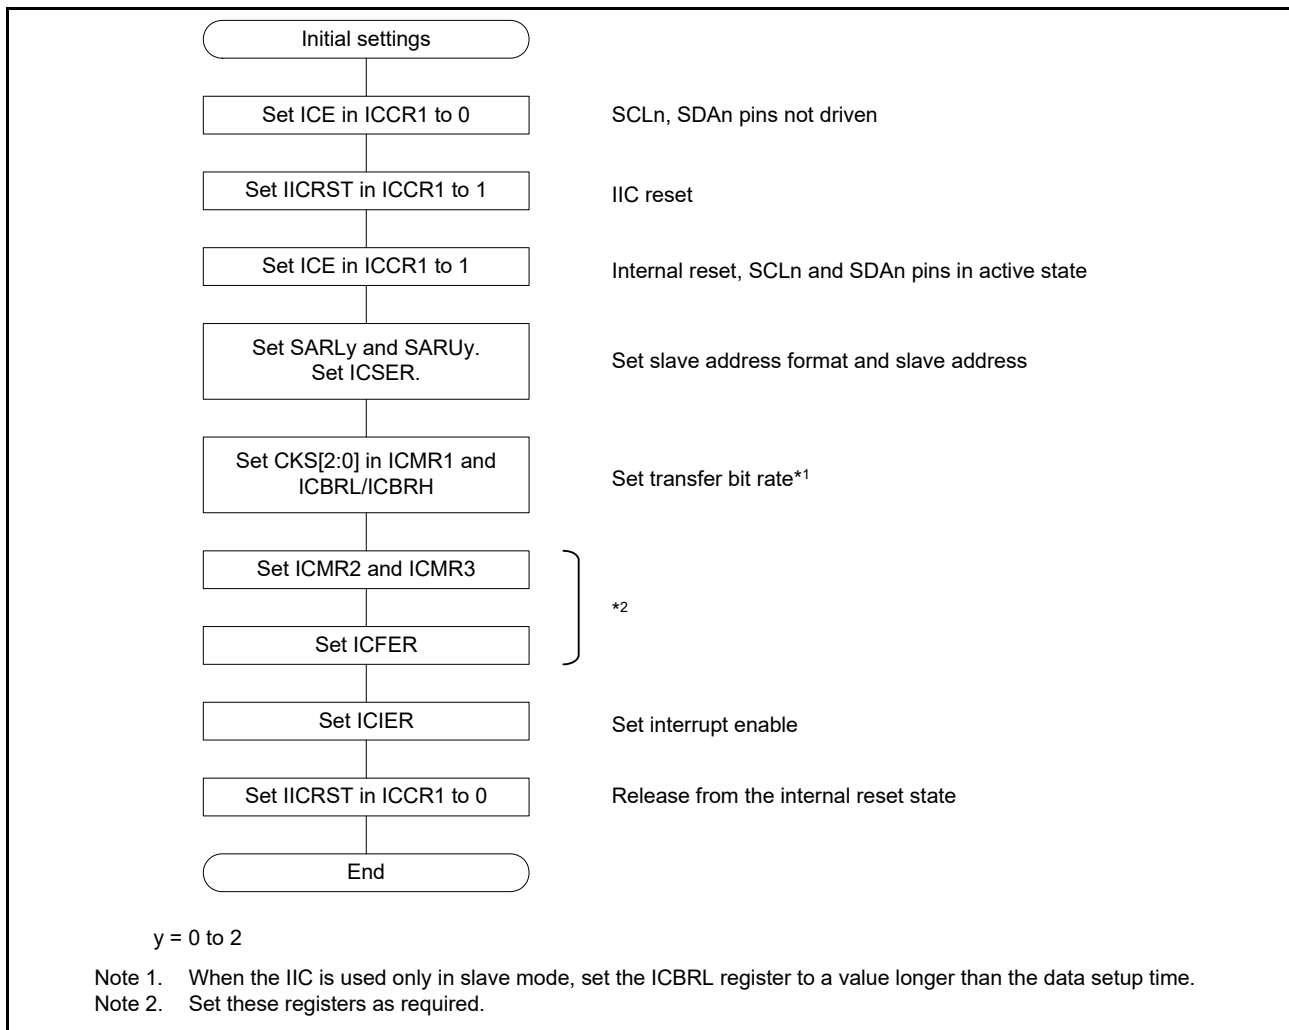 Initial settings
Set ICE in ICCR1 to 0
SCLn, SDAn pins not driven
Set IICRST in ICCR1 to 1
IIC reset
Set ICE in ICCR1 to 1
Internal reset, SCLn and SDAn pins in active state
Set SARLy and SARUy.
Set ICSER.
Set slave address format and slave address
Set CKS[2:0] in ICMR1 and
ICBRL/ICBRH
Set transfer bit rate*1
Set ICMR2 and ICMR3
*2
Set ICFER
Set ICIER
Set interrupt enable
Set IICRST in ICCR1 to 0
Release from the internal reset state
End
y = 0 to 2
Note 1. When the IIC is used only in slave mode, set the ICBRL register to a value longer than the data setup time.
Note 2. Set these registers as required.